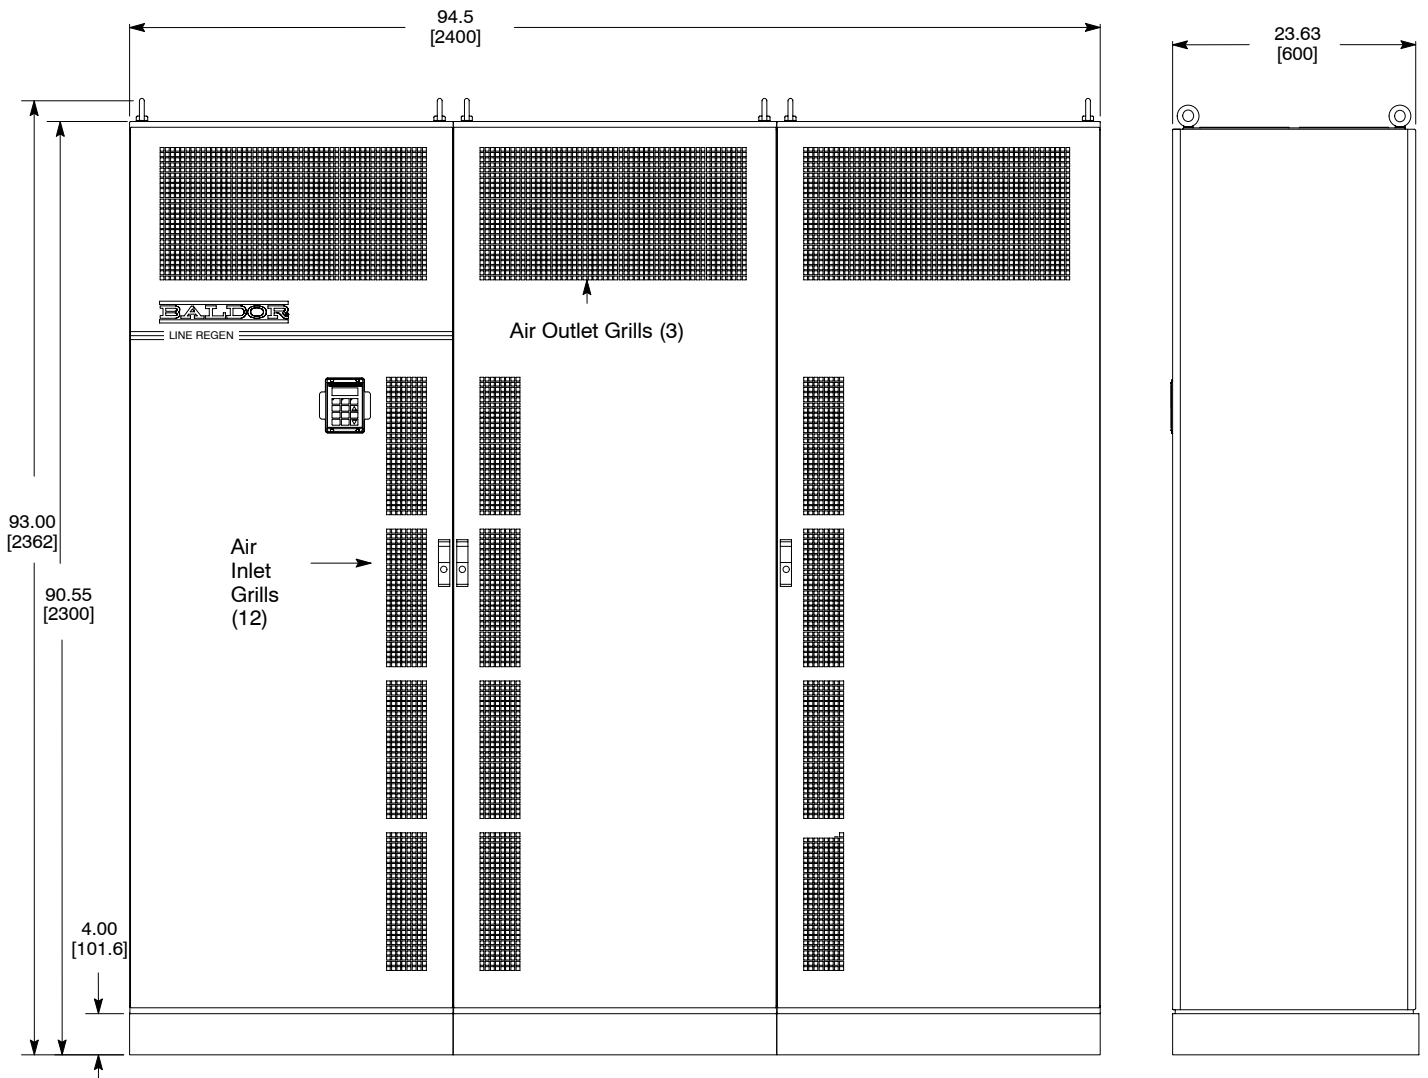 94.5
[2400]
23.63
[600]
BALDOR
LINE REGEN
Air Outlet Grills (3)
93.00
[2362]
Air
Inlet
Grills
(12)
90.55
[2300]
4.00
[101.6]